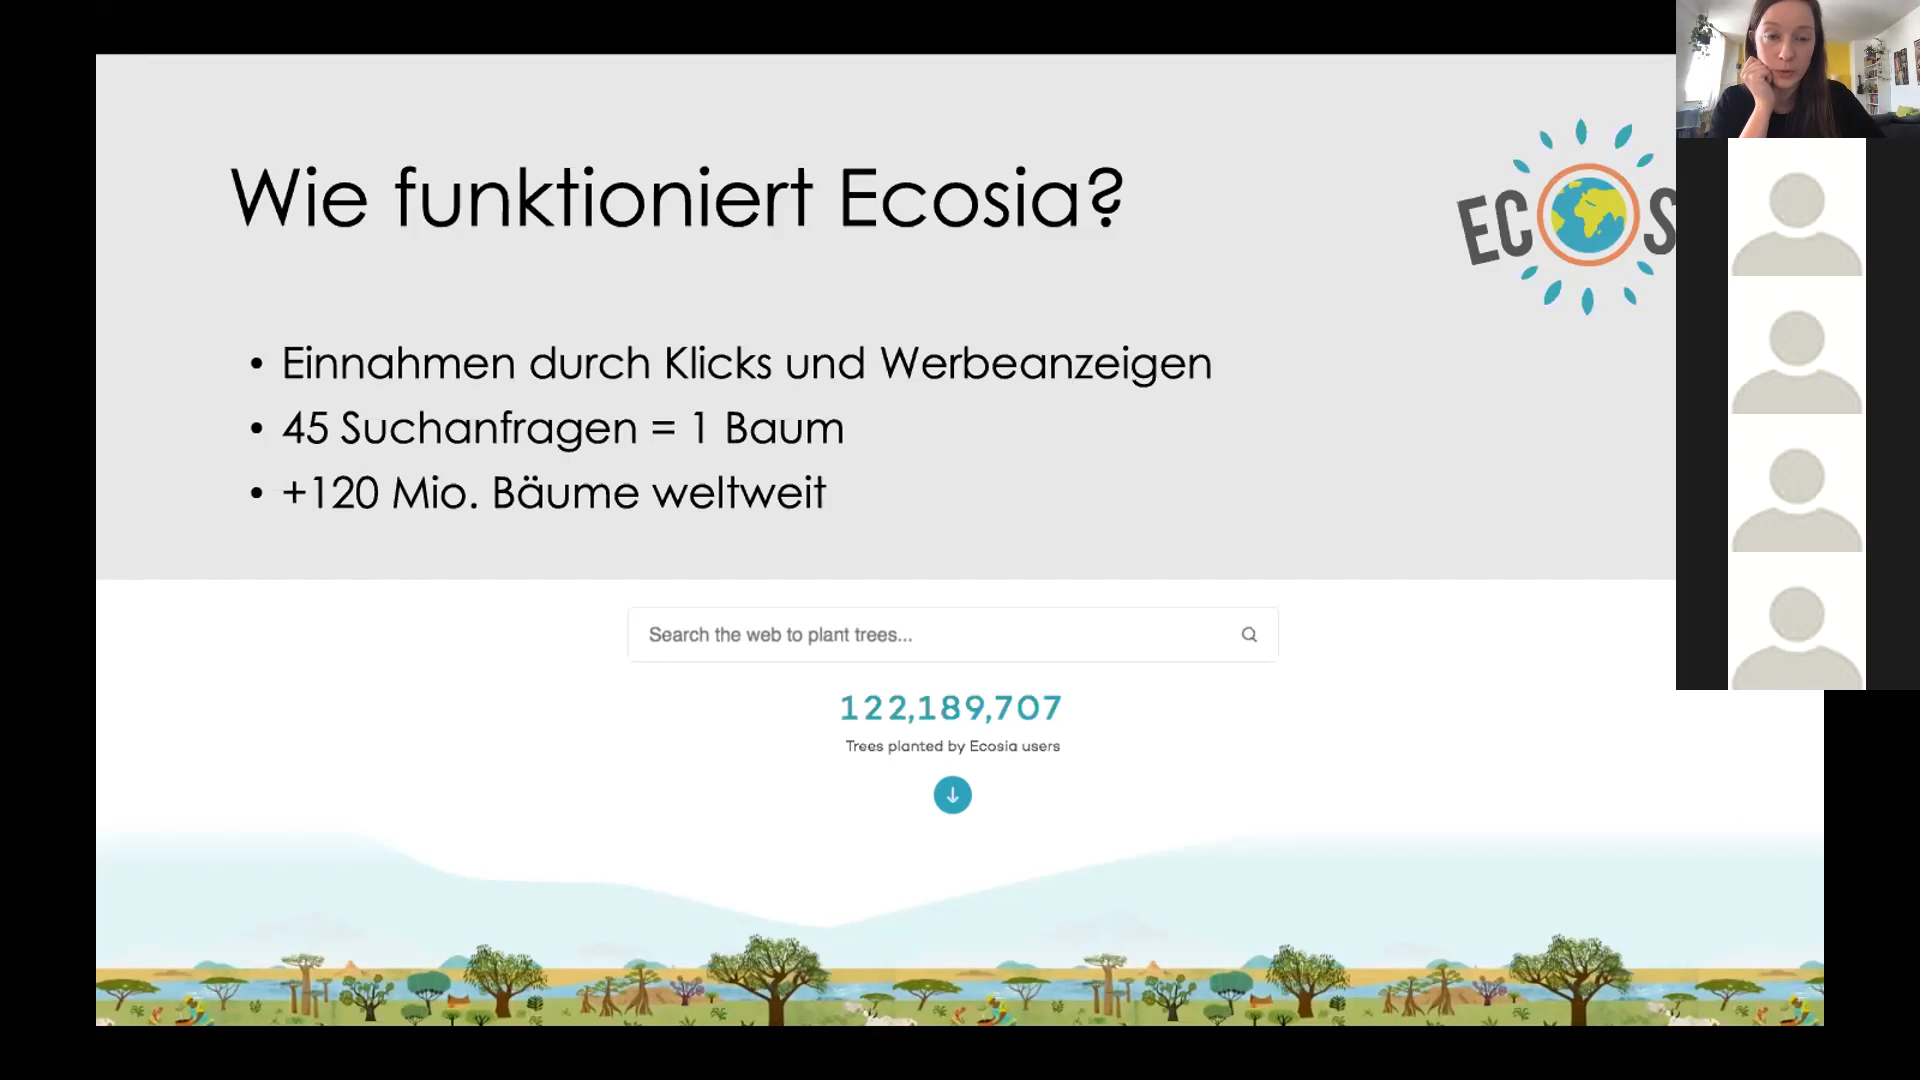 Wie funktioniert Ecosia?
ECOS
• Einnahmen durch Klicks und Werbeanzeigen
• 45 Suchanfragen = 1 Baum
• +120 Mio. Bäume weltweit
Search the web to plant trees...
122,189,707
Trees planted by Ecosia users